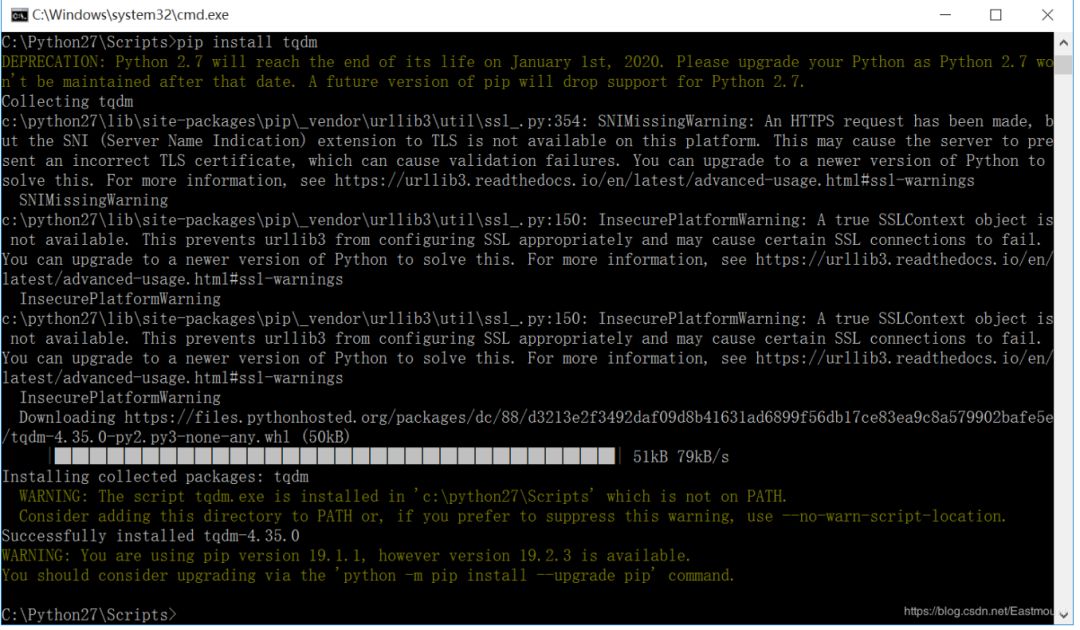 C:\Windows\system32\cmd.exe
C:\Python27\Scripts>pip install tqdm
DEPRECATION: Python 2.7 will reach the end of its life on January 1st, 2020. Please upgrade your Python as Python 2.7 wo
n't be maintained after that date. A future version of pip will drop support for Python 2.7.
Collecting tqdm
c:\python27\lib\site-packages\pip\_vendor\urllib3\util\ssl_.py:354: SNIMissingWarning: An HTTPS request has been made, b
ut the SNI (Server Name Indication) extension to TLS is not available on this platform. This may cause the server to pre
sent an incorrect TLS certificate, which can cause validation failures. You can upgrade to a newer version of Python to
solve this. For more information, see https://urllib3.readthedocs.io/en/latest/advanced-usage.html#ssl-warnings
  SNIMissingWarning
c:\python27\lib\site-packages\pip\_vendor\urllib3\util\ssl_.py:150: InsecurePlatformWarning: A true SSLContext object is
 not available. This prevents urllib3 from configuring SSL appropriately and may cause certain SSL connections to fail.
You can upgrade to a newer version of Python to solve this. For more information, see https://urllib3.readthedocs.io/en/
latest/advanced-usage.html#ssl-warnings
  InsecurePlatformWarning
c:\python27\lib\site-packages\pip\_vendor\urllib3\util\ssl_.py:150: InsecurePlatformWarning: A true SSLContext object is
 not available. This prevents urllib3 from configuring SSL appropriately and may cause certain SSL connections to fail.
You can upgrade to a newer version of Python to solve this. For more information, see https://urllib3.readthedocs.io/en/
latest/advanced-usage.html#ssl-warnings
  InsecurePlatformWarning
  Downloading https://files.pythonhosted.org/packages/dc/88/d3213e2f3492daf09d8b41631ad6899f56db17ce83ea9c8a579902bafe5e
/tqdm-4.35.0-py2.py3-none-any.whl (50kB)
51kB 79kB/s
Installing collected packages: tqdm
  WARNING: The script tqdm.exe is installed in 'c:\python27\Scripts' which is not on PATH.
  Consider adding this directory to PATH or, if you prefer to suppress this warning, use --no-warn-script-location.
Successfully installed tqdm-4.35.0
WARNING: You are using pip version 19.1.1, however version 19.2.3 is available.
You should consider upgrading via the 'python -m pip install --upgrade pip' command.
C:\Python27\Scripts>
https://blog.csdn.net/Eastmou